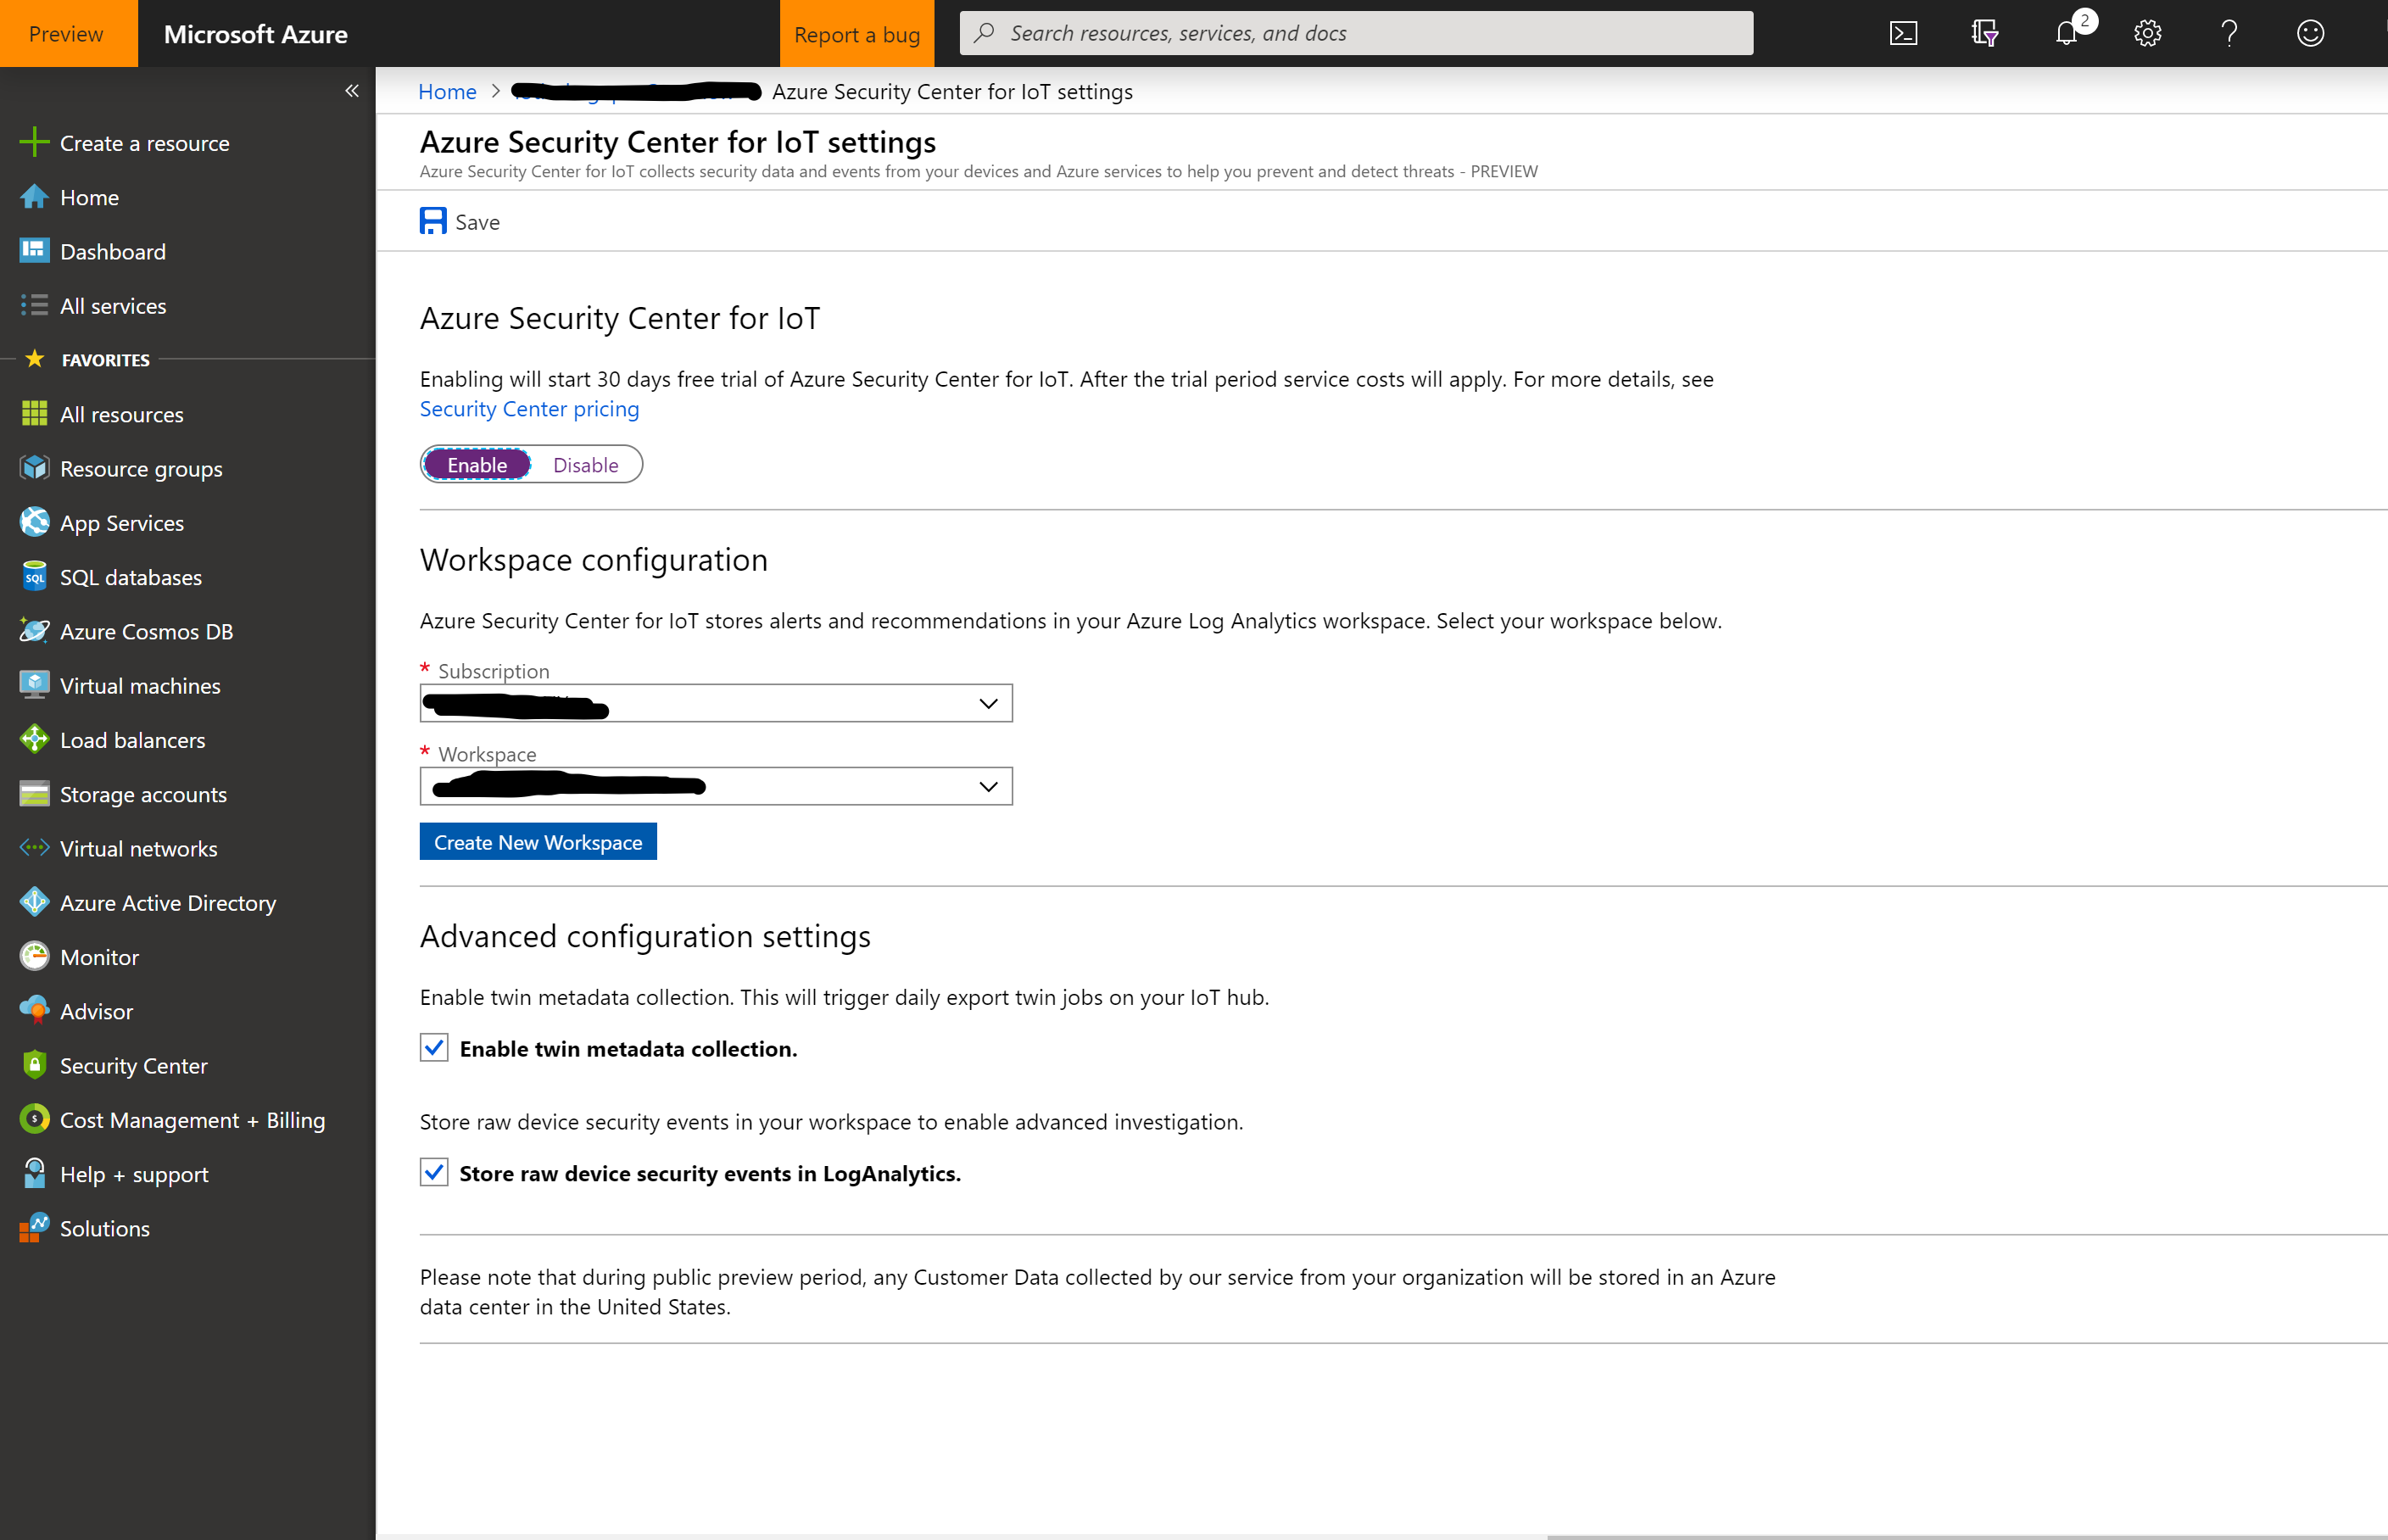 Preview
Microsoft Azure
Report a bug
Search resources, services, and docs
2
Home > Azure Security Center for IoT settings
Azure Security Center for IoT settings
Azure Security Center for IoT collects security data and events from your devices and Azure services to help you prevent and detect threats - PREVIEW
Save
Create a resource
Home
Dashboard
All services
FAVORITES
All resources
Resource groups
App Services
SQL
SQL databases
Azure Cosmos DB
Virtual machines
Load balancers
Storage accounts
Virtual networks
Azure Active Directory
Monitor
Advisor
Security Center
Cost Management + Billing
Help + support
Solutions
Azure Security Center for IoT
Enabling will start 30 days free trial of Azure Security Center for IoT. After the trial period service costs will apply. For more details, see
Security Center pricing
Enable Disable
Workspace configuration
Azure Security Center for IoT stores alerts and recommendations in your Azure Log Analytics workspace. Select your workspace below.
* Subscription
* Workspace
Create New Workspace
Advanced configuration settings
Enable twin metadata collection. This will trigger daily export twin jobs on your IoT hub.
Enable twin metadata collection.
Store raw device security events in your workspace to enable advanced investigation.
Store raw device security events in LogAnalytics.
Please note that during public preview period, any Customer Data collected by our service from your organization will be stored in an Azure
data center in the United States.